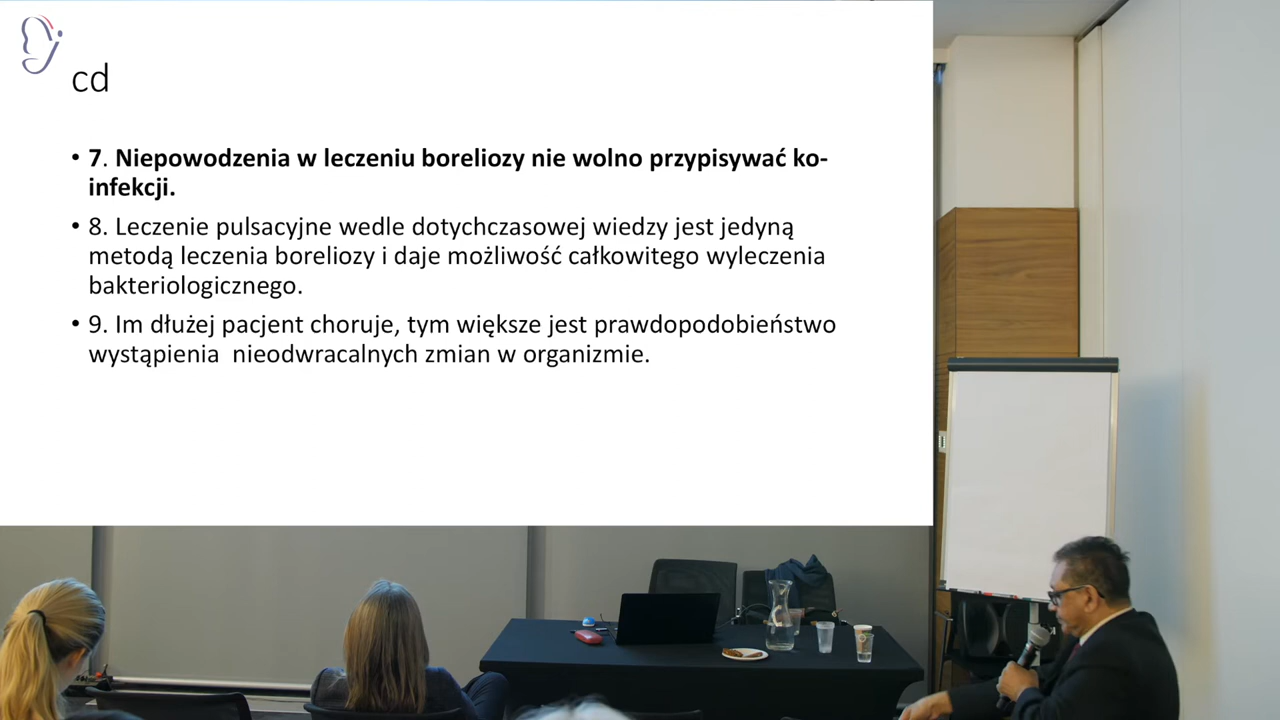 cd
• 7. Niepowodzenia w leczeniu boreliozy nie wolno przypisywać ko-
infekcji.
• 8. Leczenie pulsacyjne wedle dotychczasowej wiedzy jest jedyną
metodą leczenia boreliozy i daje możliwość całkowitego wyleczenia
bakteriologicznego.
• 9. Im dłużej pacjent choruje, tym większe jest prawdopodobieństwo
wystąpienia  nieodwracalnych zmian w organizmie.